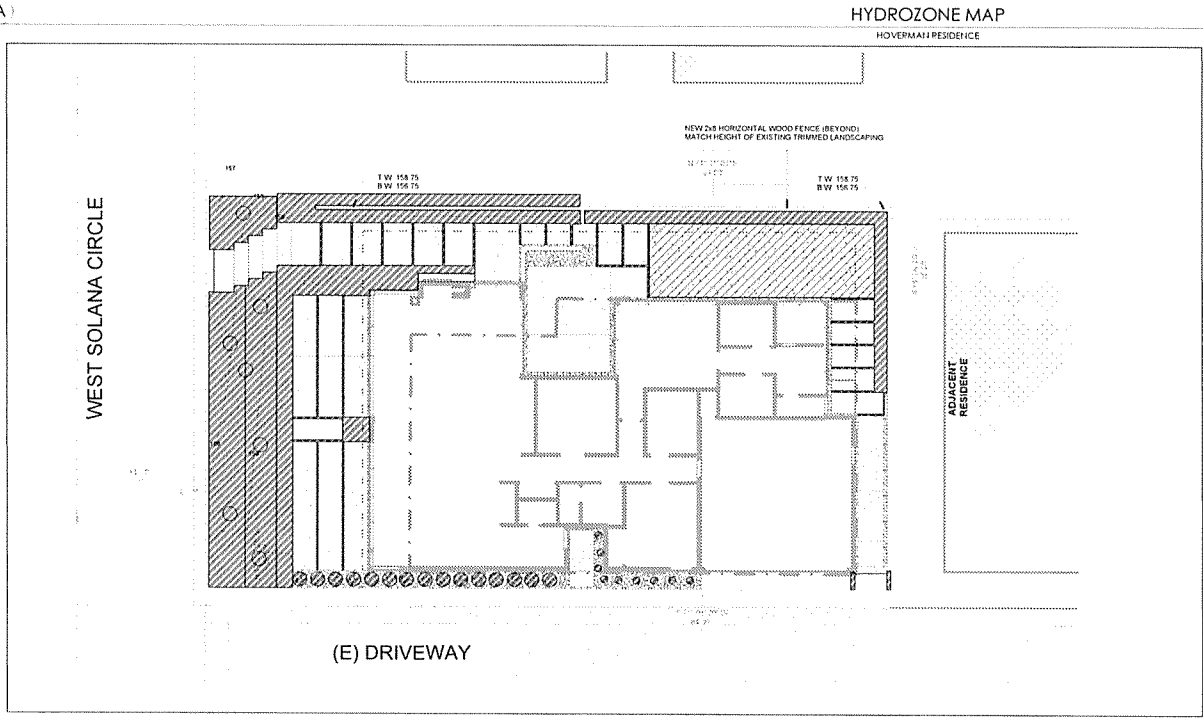 A)
HYDROZONE MAP
HOVERMAN RESIDENCE
NEW 2x8 HORIZONTAL WOOD FENCE (BEYOND)
MATCH HEIGHT OF EXISTING TRIMMED LANDSCAPING
157
T W 158 75
B W 156 75
T W 158 75
B W 156 75
WEST SOLANA CIRCLE
ADJACENT
RESIDENCE
(E) DRIVEWAY